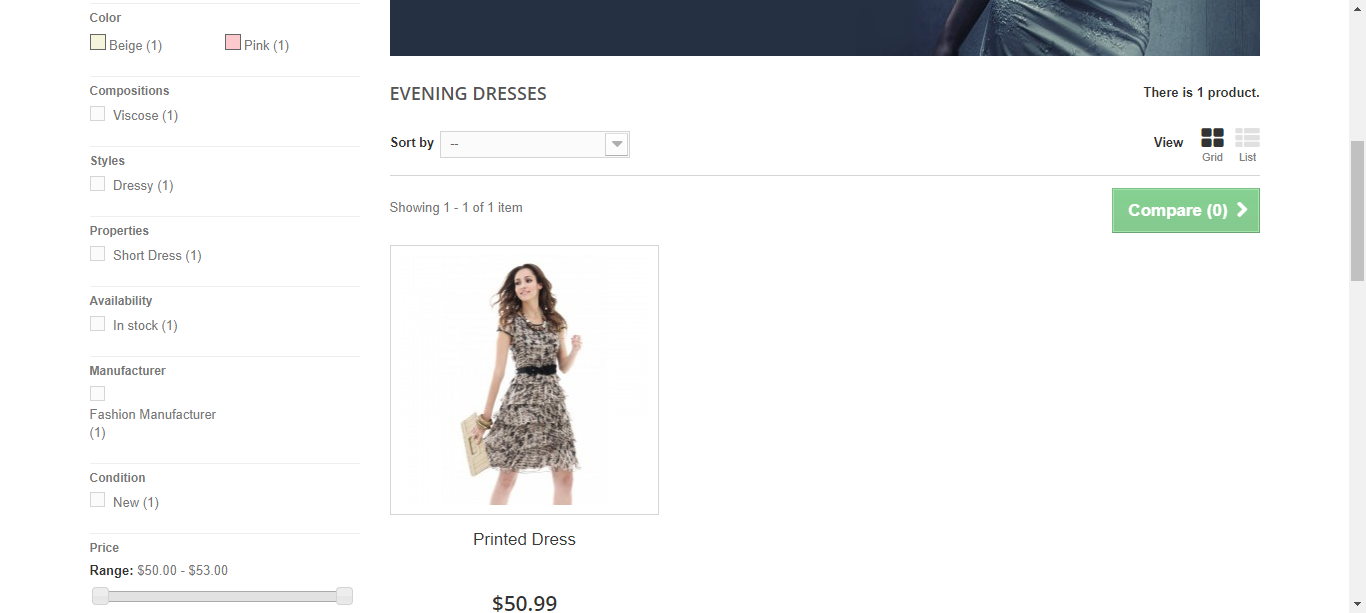 Color
Beige (1) Pink (1)
Compositions
Viscose (1)
Styles
Dressy (1)
Properties
Short Dress (1)
Availability
In stock (1)
Manufacturer
Fashion Manufacturer
(1)
Condition
New (1)
Price
Range: $50.00 - $53.00
EVENING DRESSES
There is 1 product.
Sort by --
View Grid List
Showing 1 - 1 of 1 item
Compare (0)
Printed Dress
$50.99